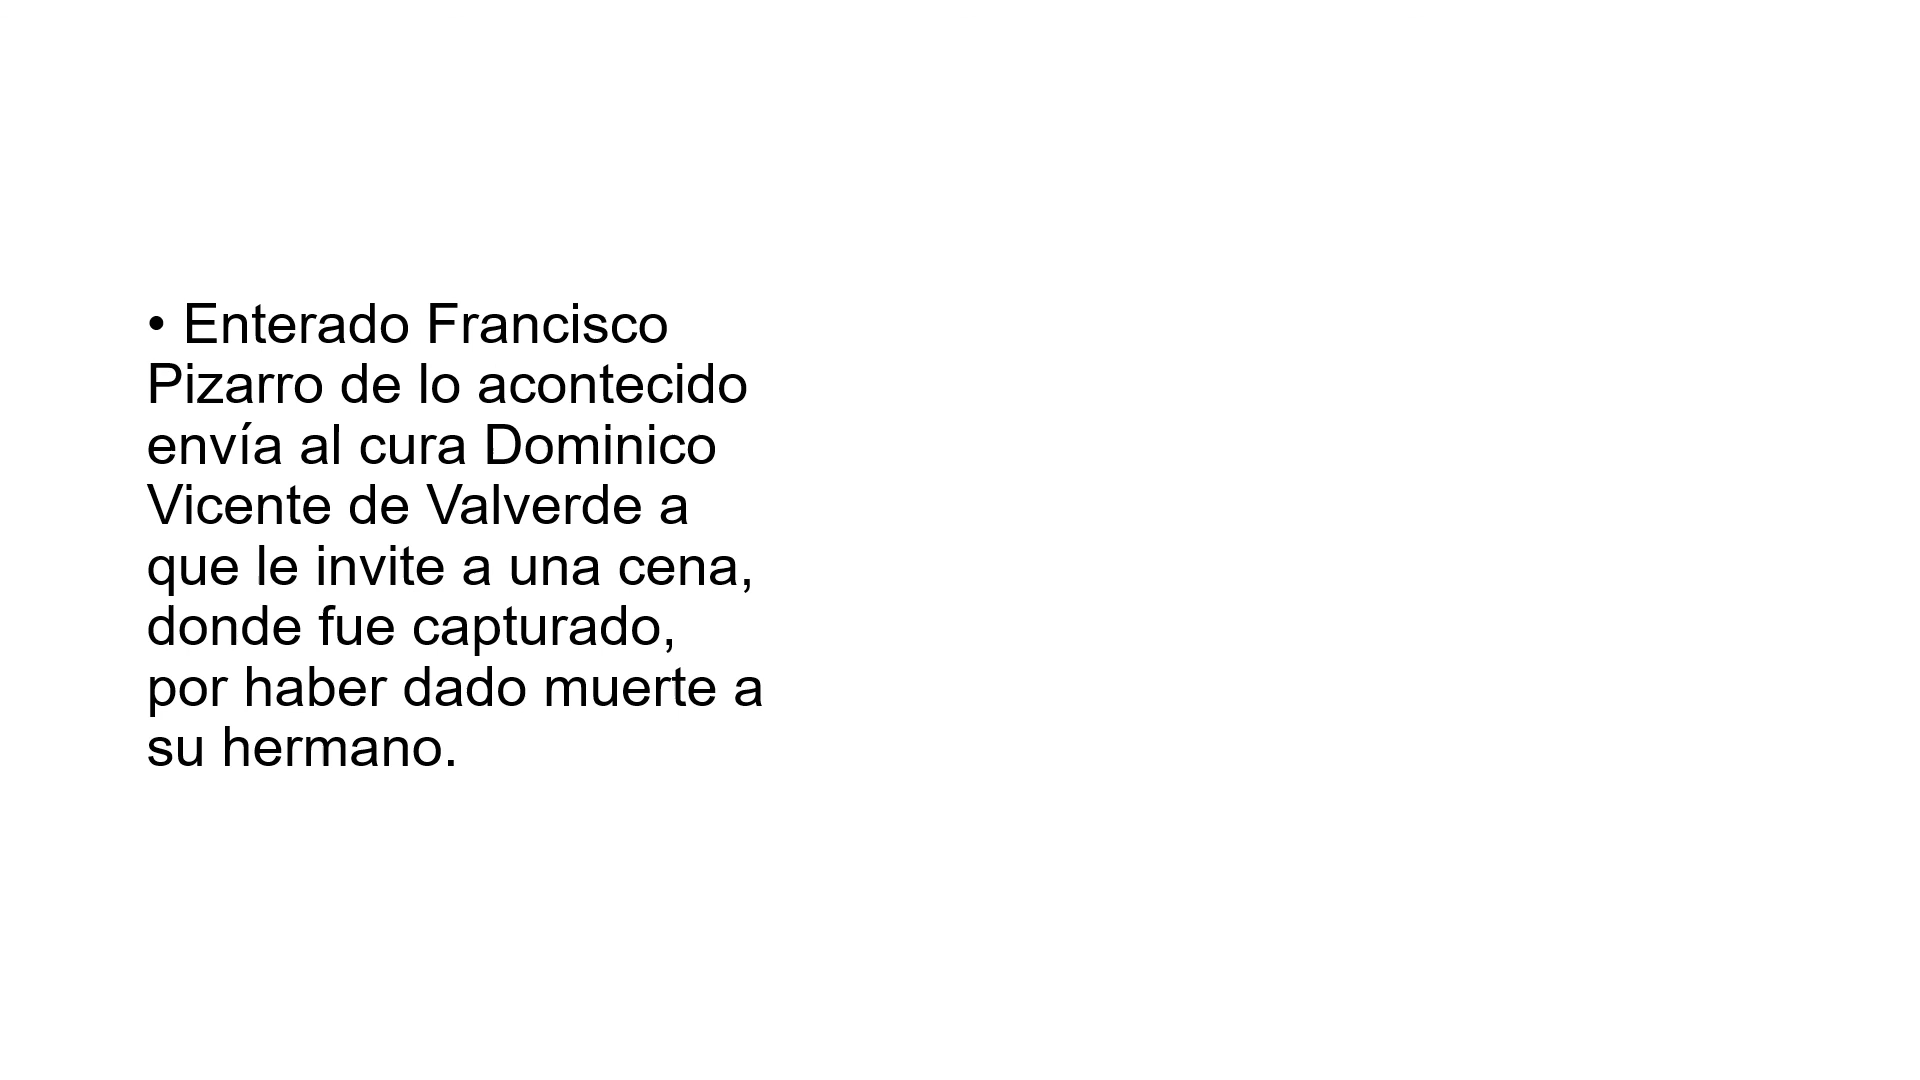 • Enterado Francisco
Pizarro de lo acontecido
envía al cura Dominico
Vicente de Valverde a
que le invite a una cena,
donde fue capturado,
por haber dado muerte a
su hermano.